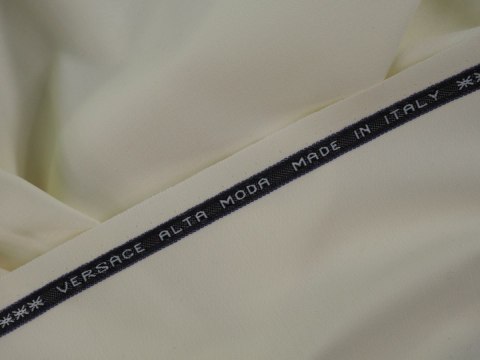 *** VERSACE ALTA MODA MADE IN ITALY **